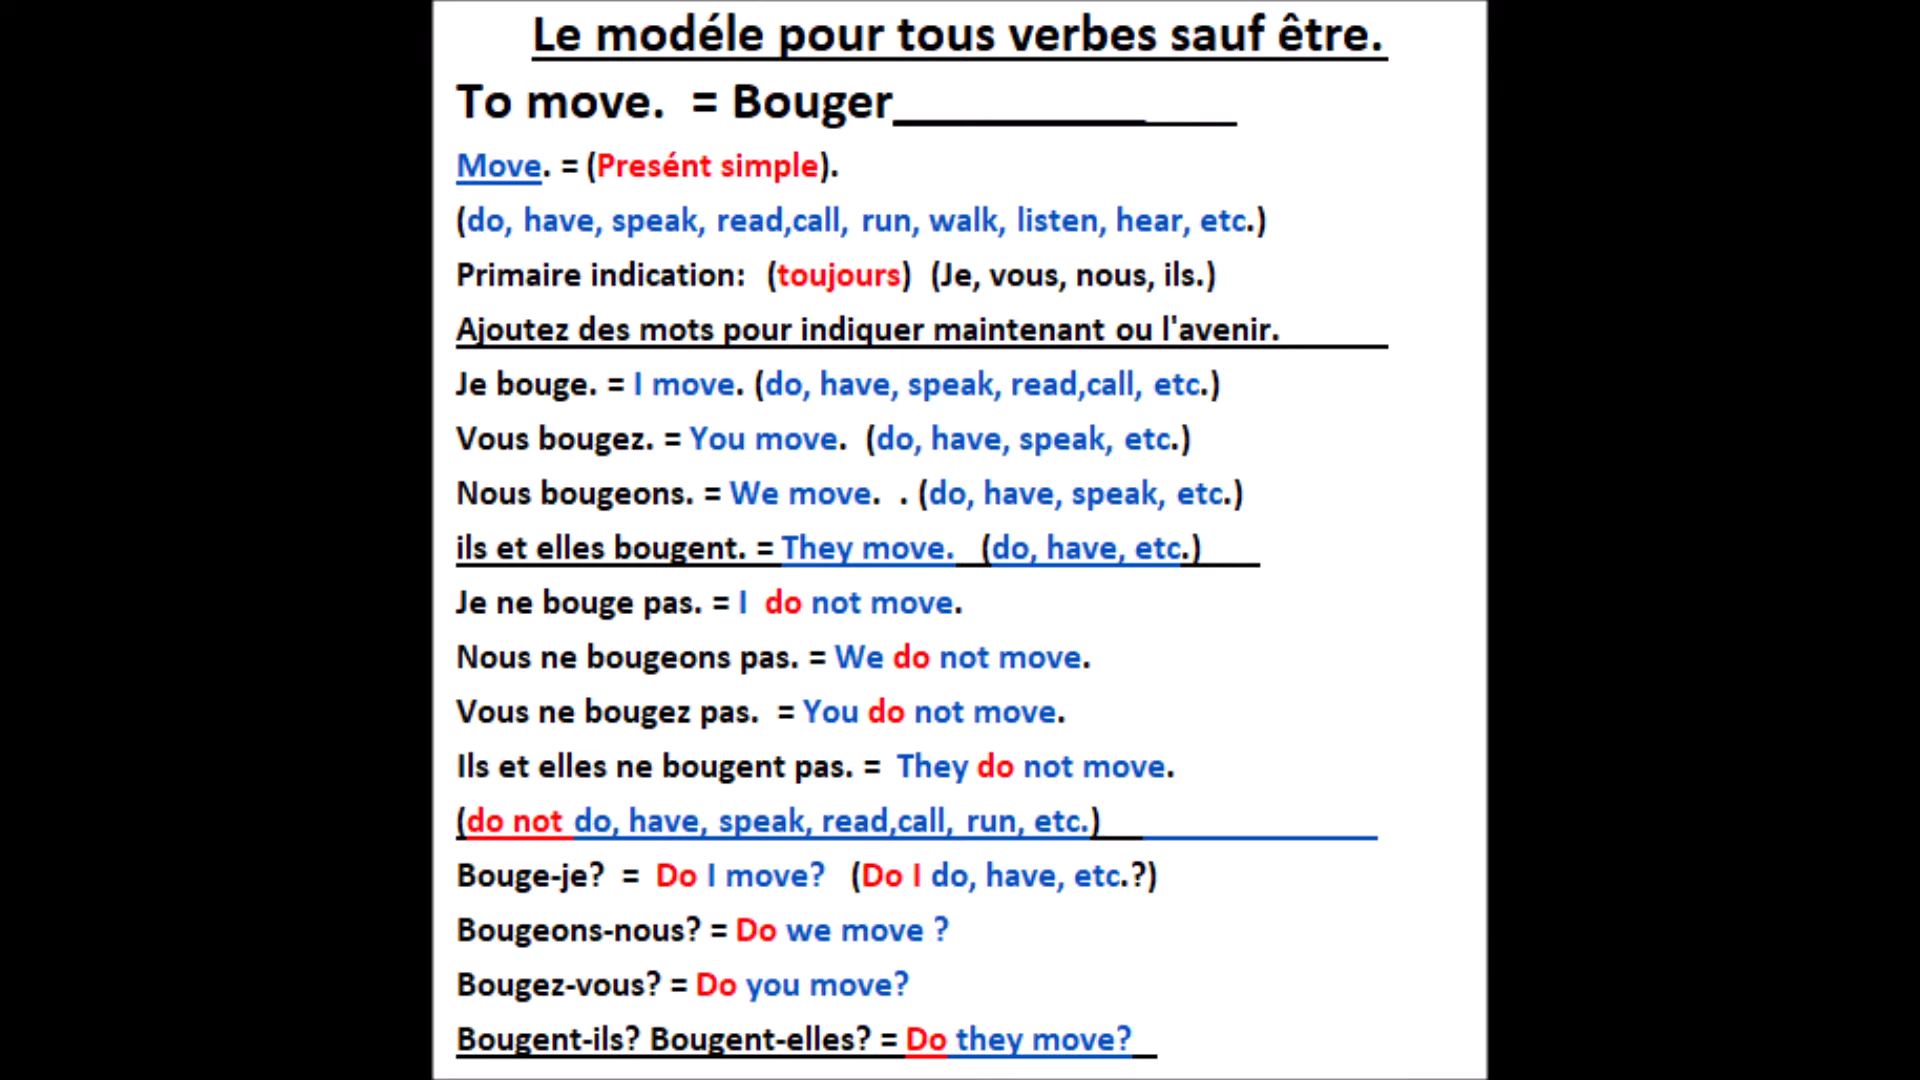 Le modéle pour tous verbes sauf être.
To move.  = Bouger______________
Move. = (Presént simple).
(do, have, speak, read,call, run, walk, listen, hear, etc.)
Primaire indication:  (toujours)  (Je, vous, nous, ils.)
Ajoutez des mots pour indiquer maintenant ou l'avenir.
Je bouge. = I move. (do, have, speak, read,call, etc.)
Vous bougez. = You move.  (do, have, speak, etc.)
Nous bougeons. = We move.  . (do, have, speak, etc.)
ils et elles bougent. = They move.   (do, have, etc.)
Je ne bouge pas. = I  do not move.
Nous ne bougeons pas. = We do not move.
Vous ne bougez pas.  = You do not move.
Ils et elles ne bougent pas. =  They do not move.
(do not do, have, speak, read,call, run, etc.)
Bouge-je?  =  Do I move?   (Do I do, have, etc.?)
Bougeons-nous? = Do we move ?
Bougez-vous? = Do you move?
Bougent-ils? Bougent-elles? = Do they move?